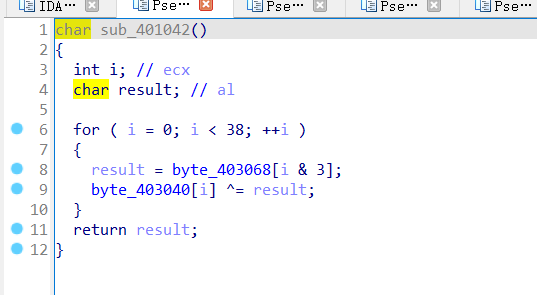 IDA… Pse… Pse… Pse… Pse…
1 char sub_401042()
2 {
3   int i; // ecx
4   char result; // al
5
6   for ( i = 0; i < 38; ++i )
7   {
8     result = byte_403068[i & 3];
9     byte_403040[i] ^= result;
10   }
11   return result;
12 }